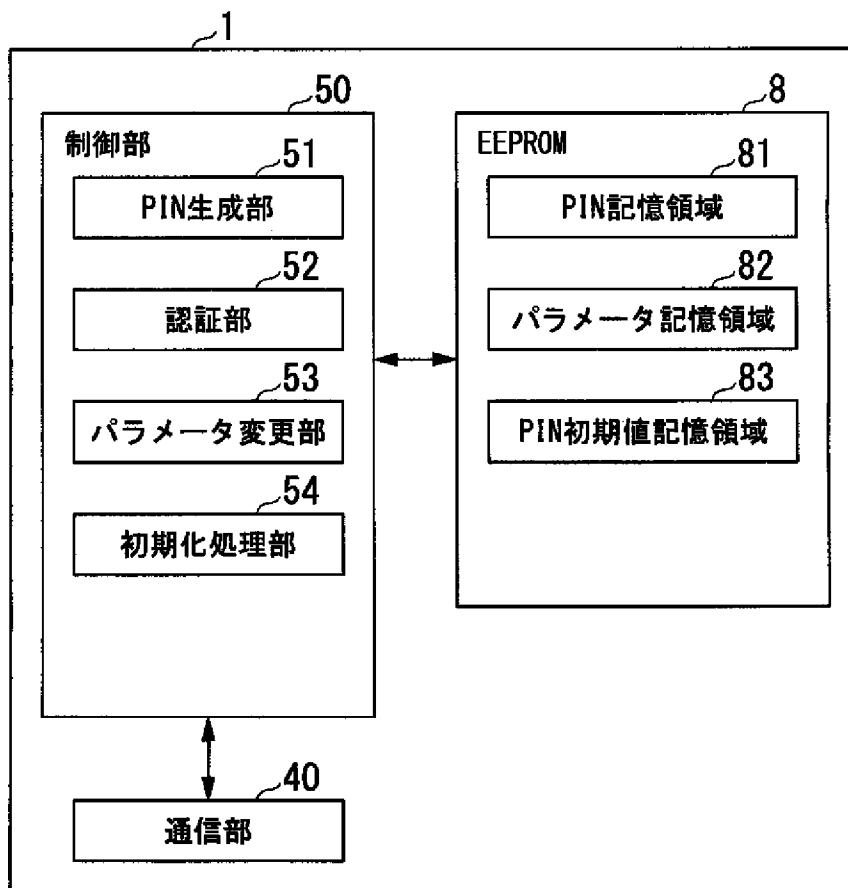 1
50
制御部
51
PIN生成部
52
認証部
53
パラメータ変更部
54
初期化処理部
8
EEPROM
81
PIN記憶領域
82
パラメータ記憶領域
83
PIN初期値記憶領域
40
通信部